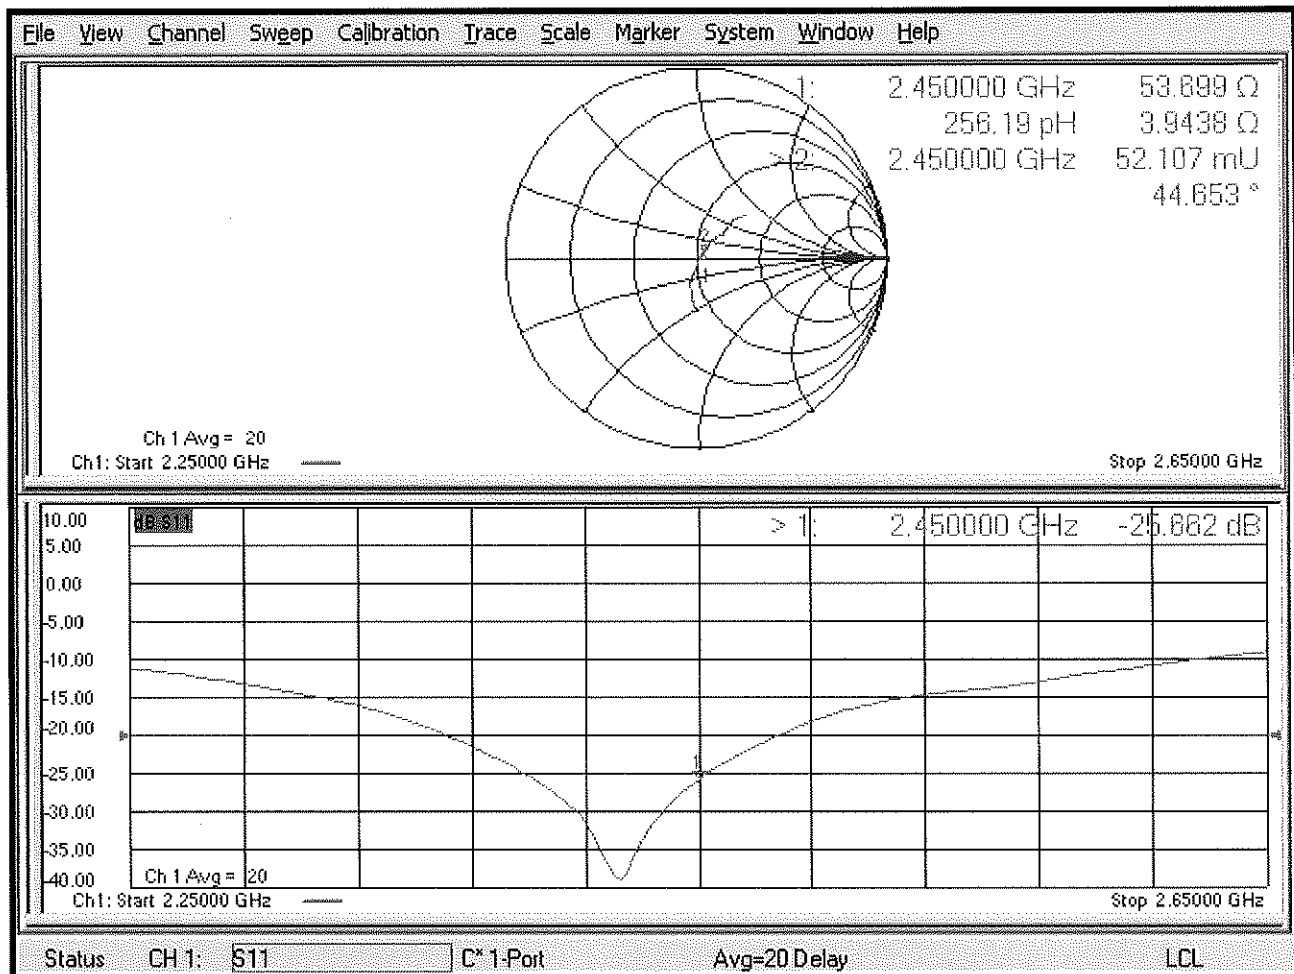 File View Channel Sweep Calibration Trace Scale Marker System Window Help
1: 2.450000 GHz 53.699 Ω
256.19 pH 3.9438 Ω
> 2: 2.450000 GHz 52.107 mU
44.653 °
2
1
Ch 1 Avg = 20
Ch1: Start 2.25000 GHz Stop 2.65000 GHz
10.00 dB S11 > 1: 2.450000 GHz -25.662 dB
5.00
0.00
-5.00
-10.00
-15.00
-20.00
-25.00 1
-30.00
-35.00
-40.00 Ch 1 Avg = 20
Ch1: Start 2.25000 GHz Stop 2.65000 GHz
Status CH 1: S11 C* 1-Port Avg=20 Delay LCL